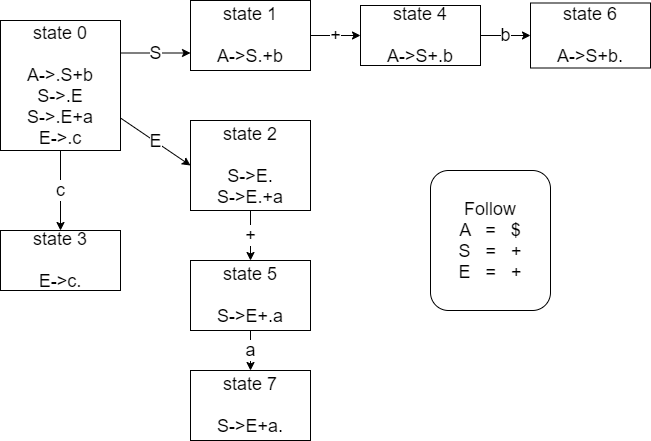 state 0
A->.S+b
S->.E
S->.E+a
E->.c
S
state 1
A->S.+b
+
state 4
A->S+.b
b
state 6
A->S+b.
E
state 2
S->E.
S->E.+a
c
state 3
E->c.
+
state 5
S->E+.a
a
state 7
S->E+a.
Follow
A = $
S = +
E = +